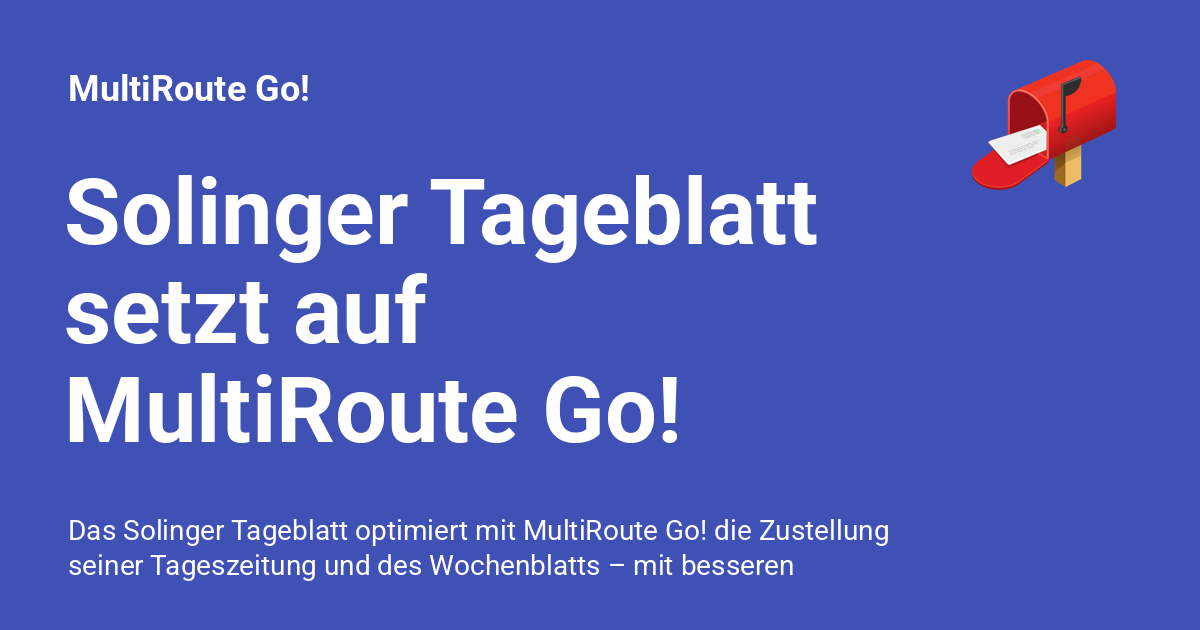 MultiRoute Go!
Solinger Tageblatt
setzt auf
MultiRoute Go!
Das Solinger Tageblatt optimiert mit MultiRoute Go! die Zustellung
seiner Tageszeitung und des Wochenblatts – mit besseren